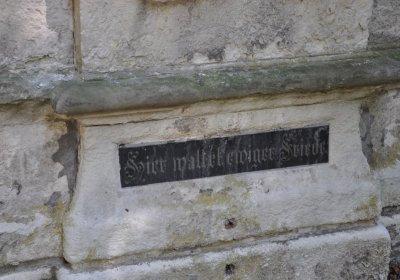 Hier waltet ewiger Friede